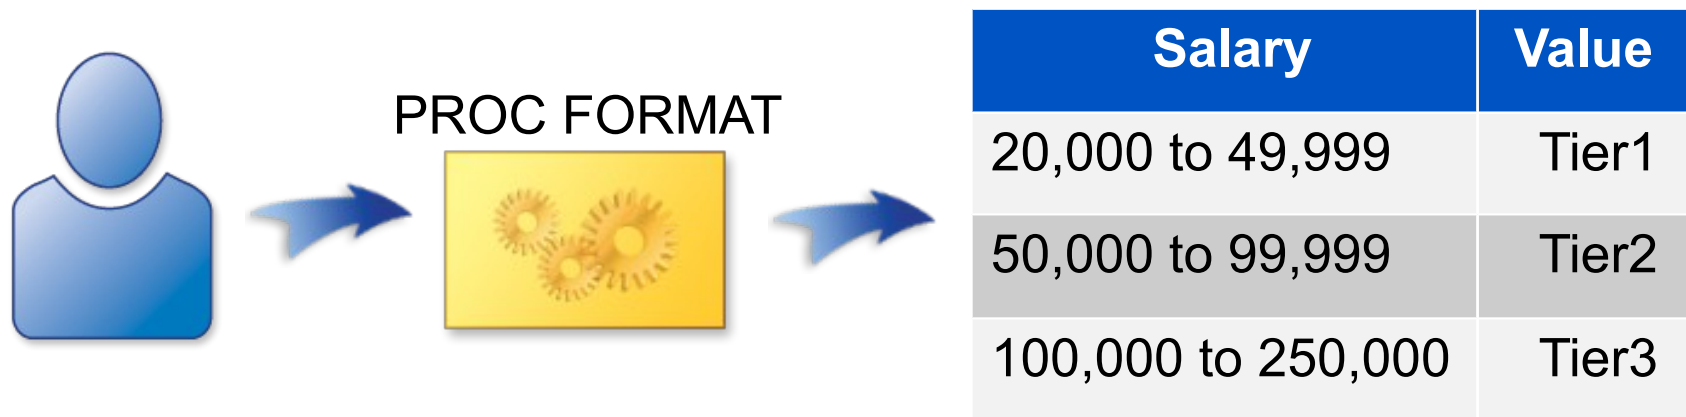 PROC FORMAT
Salary Value
20,000 to 49,999 Tier1
50,000 to 99,999 Tier2
100,000 to 250,000 Tier3